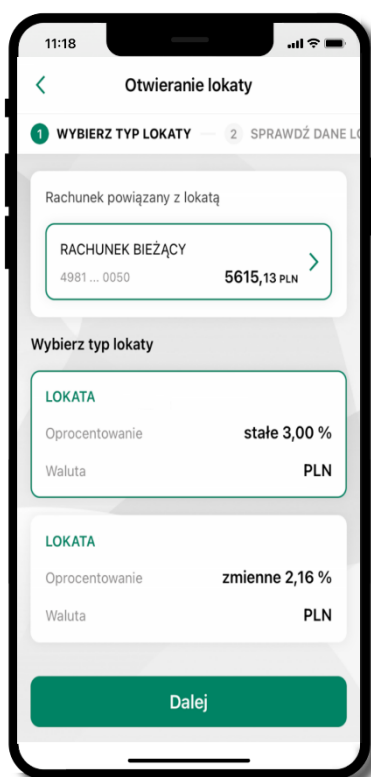 11:18
Otwieranie lokaty
1 WYBIERZ TYP LOKATY 2 SPRAWDŹ DANE LO
Rachunek powiązany z lokatą
RACHUNEK BIEŻĄCY
4981 ... 0050 5615,13 PLN
Wybierz typ lokaty
LOKATA
Oprocentowanie stałe 3,00 %
Waluta PLN
LOKATA
Oprocentowanie zmienne 2,16 %
Waluta PLN
Dalej